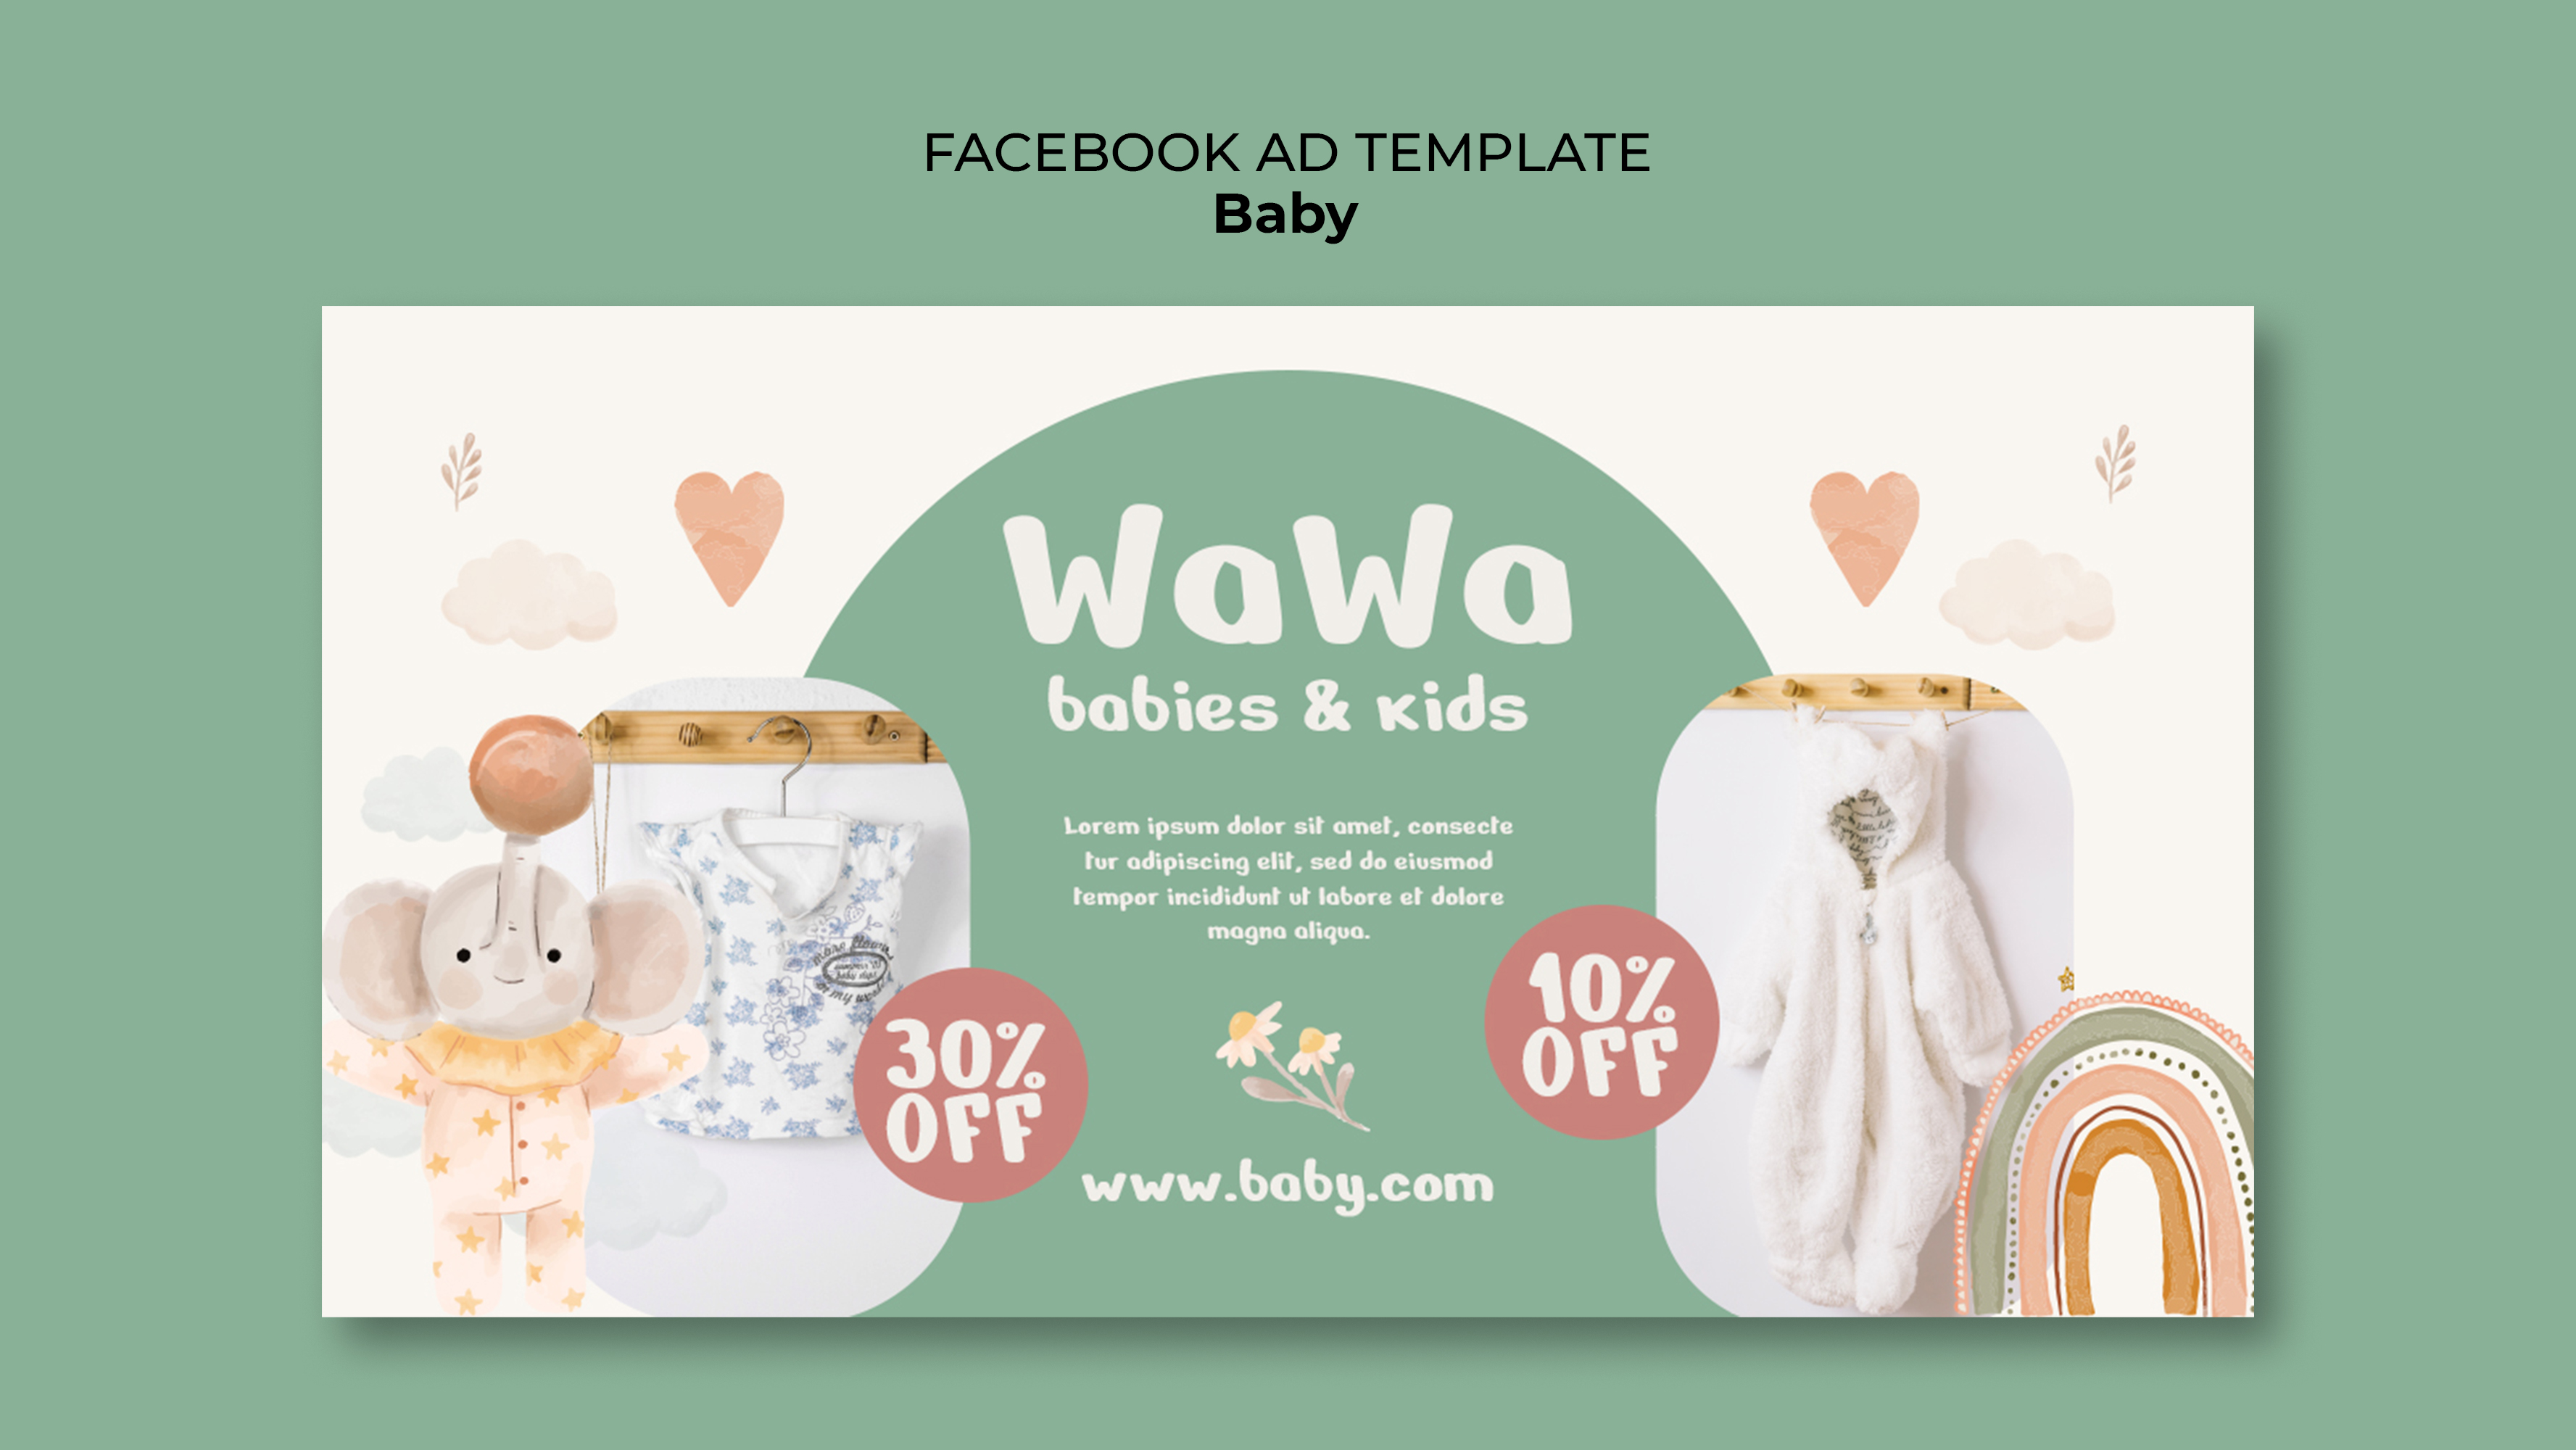 FACEBOOK AD TEMPLATE
Baby
WaWa
babies & kids
Lorem ipsum dolor sit amet, consecte
tur adipiscing elit, sed do eiusmod
tempor incididunt ut labore et dolore
magna aliqua.
30%
OFF
10%
OFF
www.baby.com